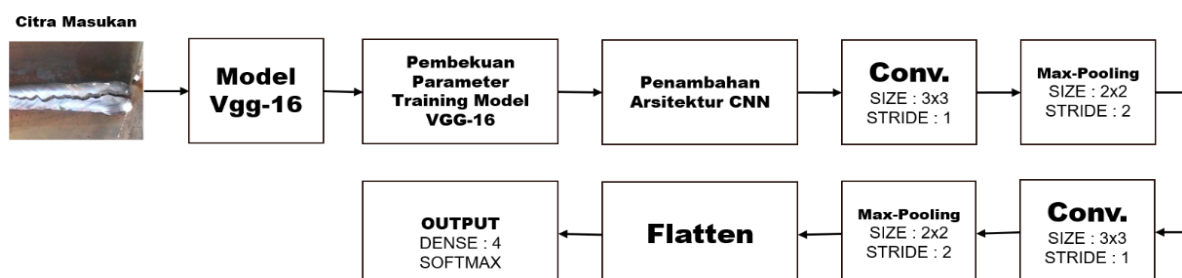 Citra Masukan
Model
Vgg-16
Pembekuan
Parameter
Training Model
VGG-16
Penambahan
Arsitektur CNN
Conv.
SIZE : 3x3
STRIDE : 1
Max-Pooling
SIZE : 2x2
STRIDE : 2
Conv.
SIZE : 3x3
STRIDE : 1
Max-Pooling
SIZE : 2x2
STRIDE : 2
Flatten
OUTPUT
DENSE : 4
SOFTMAX